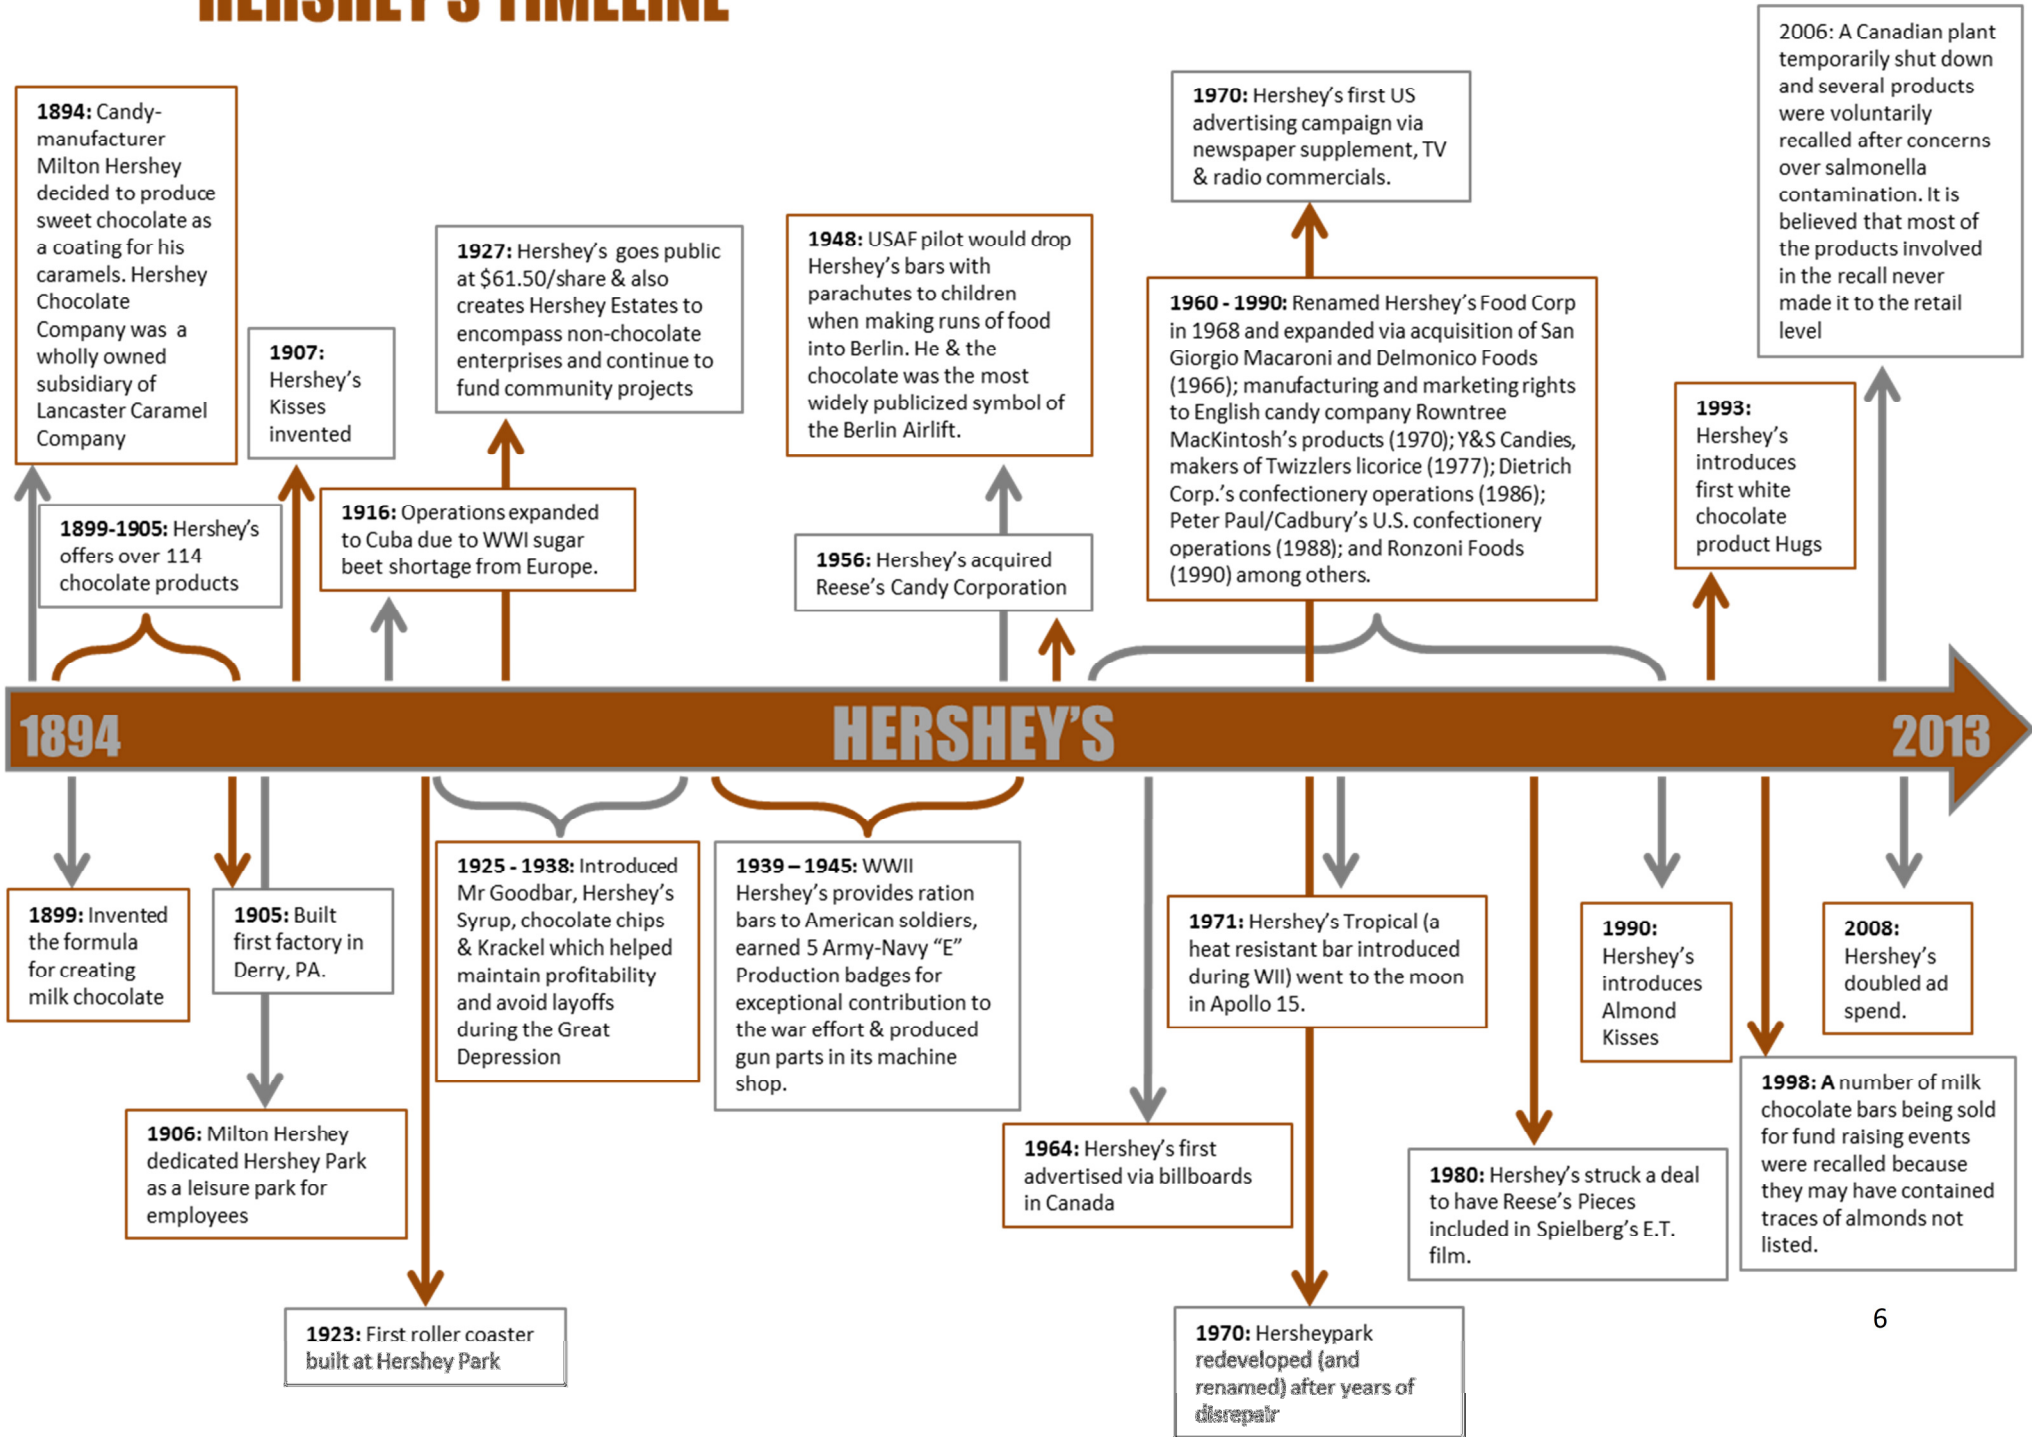 HERSHEY'S TIMELINE
1894: Candy-
manufacturer
Milton Hershey
decided to produce
sweet chocolate as
a coating for his
caramels. Hershey
Chocolate
Company was a
wholly owned
subsidiary of
Lancaster Caramel
Company
1899-1905: Hershey's
offers over 114
chocolate products
1907:
Hershey's
Kisses
invented
1916: Operations expanded
to Cuba due to WWI sugar
beet shortage from Europe.
1927: Hershey's goes public
at $61.50/share & also
creates Hershey Estates to
encompass non-chocolate
enterprises and continue to
fund community projects
1948: USAF pilot would drop
Hershey's bars with
parachutes to children
when making runs of food
into Berlin. He & the
chocolate was the most
widely publicized symbol of
the Berlin Airlift.
1956: Hershey's acquired
Reese's Candy Corporation
1970: Hershey's first US
advertising campaign via
newspaper supplement, TV
& radio commercials.
1960 - 1990: Renamed Hershey's Food Corp
in 1968 and expanded via acquisition of San
Giorgio Macaroni and Delmonico Foods
(1966); manufacturing and marketing rights
to English candy company Rowntree
MacKintosh's products (1970); Y&S Candies,
makers of Twizzlers licorice (1977); Dietrich
Corp.'s confectionery operations (1986);
Peter Paul/Cadbury's U.S. confectionery
operations (1988); and Ronzoni Foods
(1990) among others.
1993:
Hershey's
introduces
first white
chocolate
product Hugs
2006: A Canadian plant
temporarily shut down
and several products
were voluntarily
recalled after concerns
over salmonella
contamination. It is
believed that most of
the products involved
in the recall never
made it to the retail
level
1894
HERSHEY'S
2013
1899: Invented
the formula
for creating
milk chocolate
1905: Built
first factory in
Derry, PA.
1906: Milton Hershey
dedicated Hershey Park
as a leisure park for
employees
1923: First roller coaster
built at Hershey Park
1925 - 1938: Introduced
Mr Goodbar, Hershey's
Syrup, chocolate chips
& Krackel which helped
maintain profitability
and avoid layoffs
during the Great
Depression
1939 – 1945: WWII
Hershey's provides ration
bars to American soldiers,
earned 5 Army-Navy “E”
Production badges for
exceptional contribution to
the war effort & produced
gun parts in its machine
shop.
1964: Hershey's first
advertised via billboards
in Canada
1971: Hershey's Tropical (a
heat resistant bar introduced
during WII) went to the moon
in Apollo 15.
1970: Hersheypark
redeveloped (and
renamed) after years of
disrepair
1980: Hershey's struck a deal
to have Reese's Pieces
included in Spielberg's E.T.
film.
1990:
Hershey's
introduces
Almond
Kisses
1998: A number of milk
chocolate bars being sold
for fund raising events
were recalled because
they may have contained
traces of almonds not
listed.
2008:
Hershey's
doubled ad
spend.
6